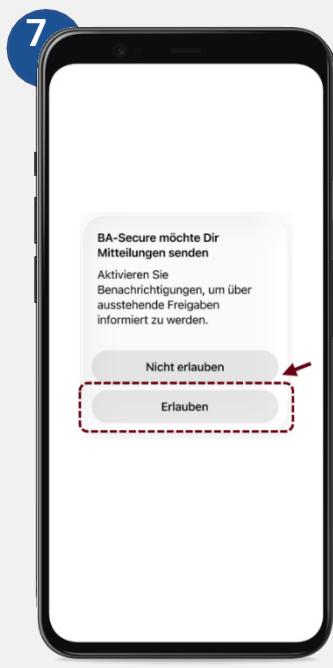 7
BA-Secure möchte Dir
Mitteilungen senden
Aktivieren Sie
Benachrichtigungen, um über
ausstehende Freigaben
informiert zu werden.
Nicht erlauben
Erlauben